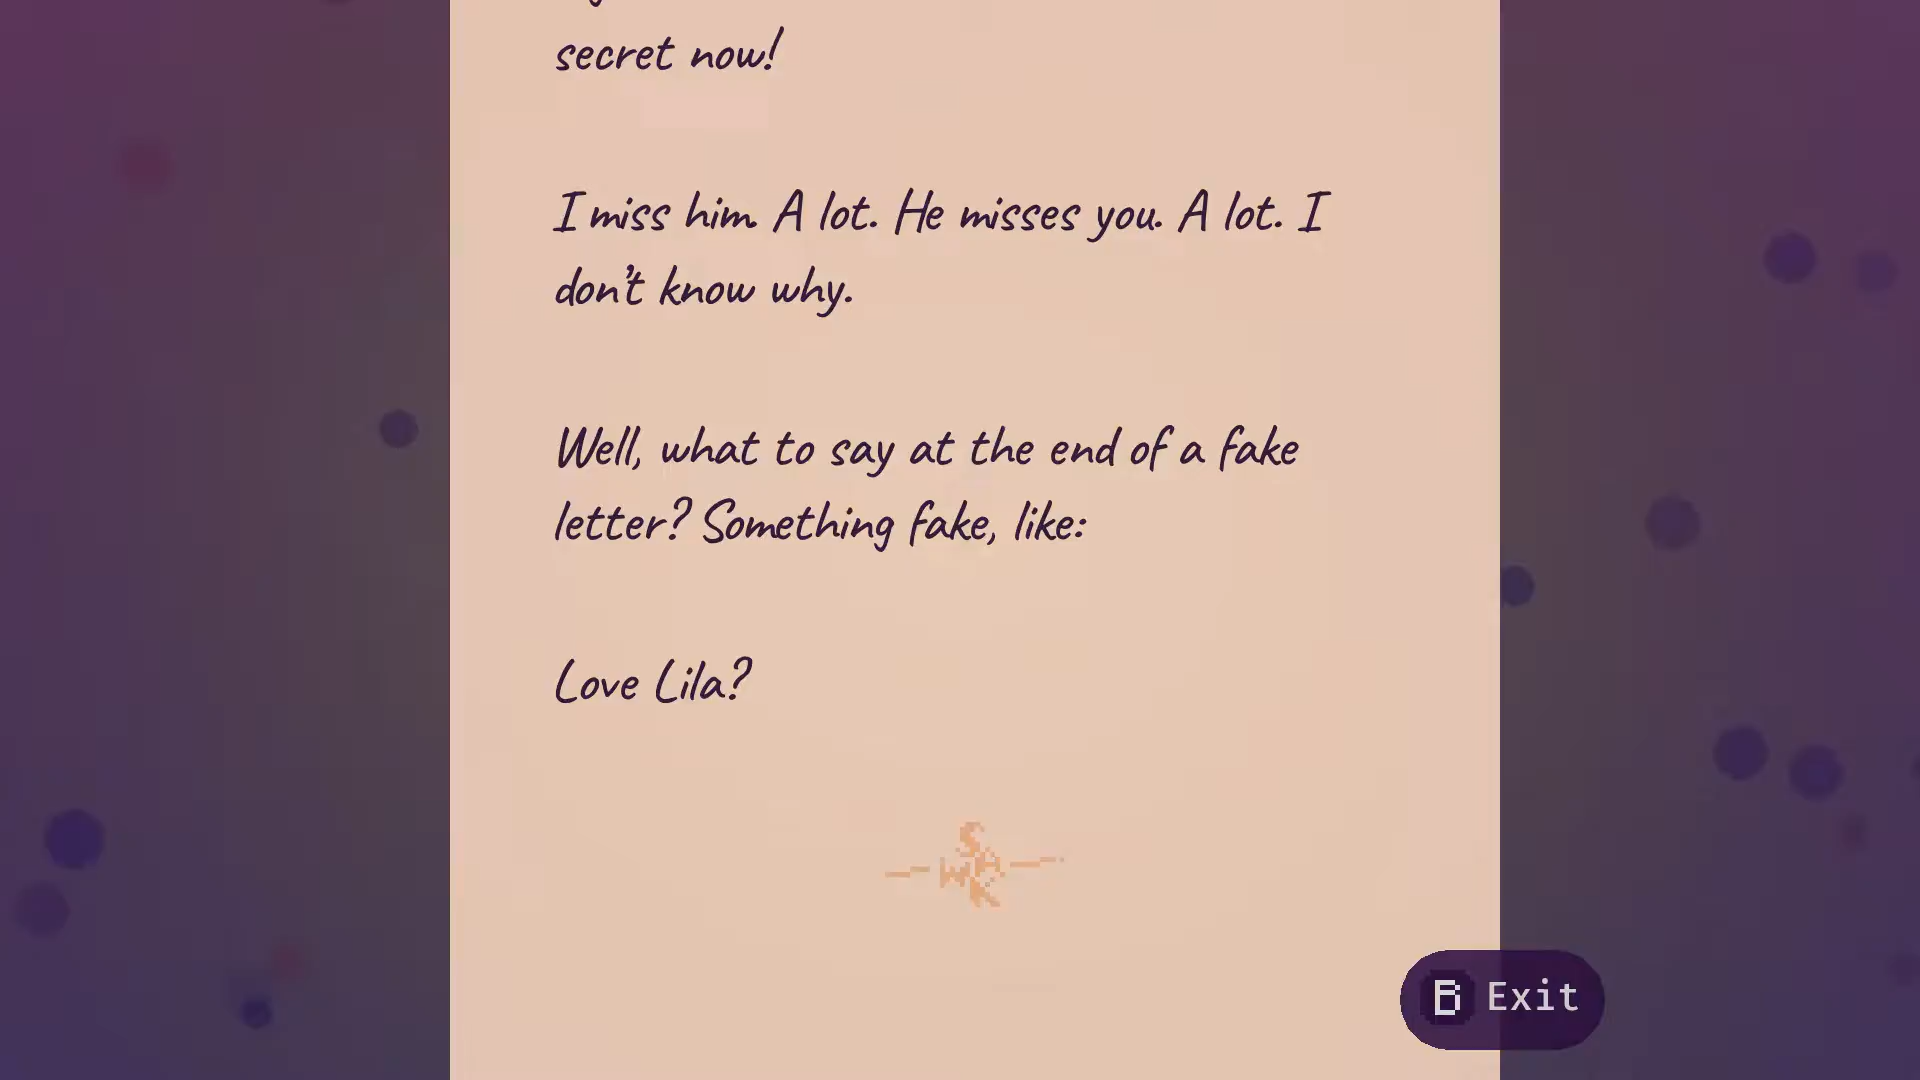 secret now!
I miss him. A lot. He misses you. A lot. I
don't know why.
Well, what to say at the end of a fake
letter? Something fake, like:
Love Lila?
B Exit